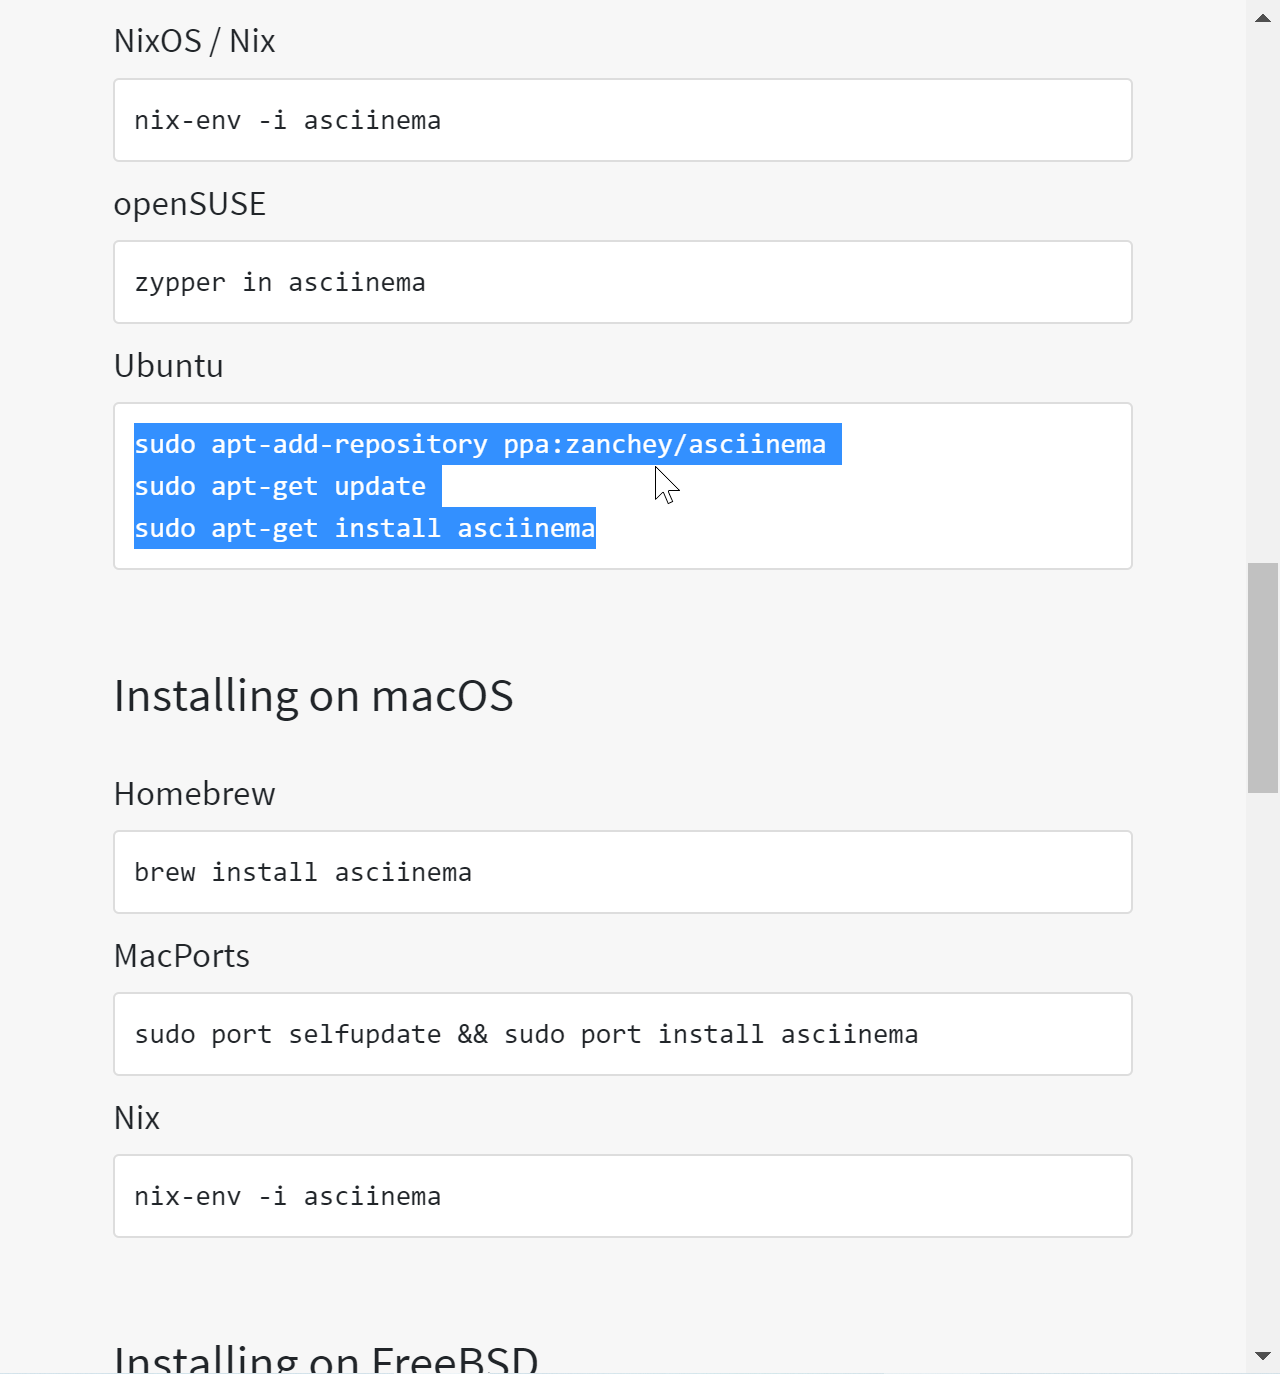 NixOS / Nix
nix-env -i asciinema
openSUSE
zypper in asciinema
Ubuntu
sudo apt-add-repository ppa:zanchey/asciinema
sudo apt-get update
sudo apt-get install asciinema
Installing on macOS
Homebrew
brew install asciinema
MacPorts
sudo port selfupdate && sudo port install asciinema
Nix
nix-env -i asciinema
Installing on FreeBSD